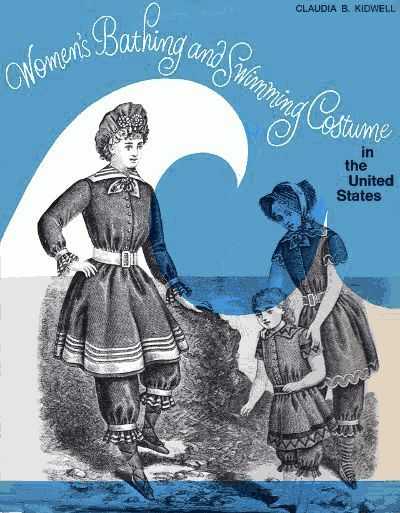 CLAUDIA B. KIDWELL
Women's Bathing and Swimming Costume
in
the
United
States